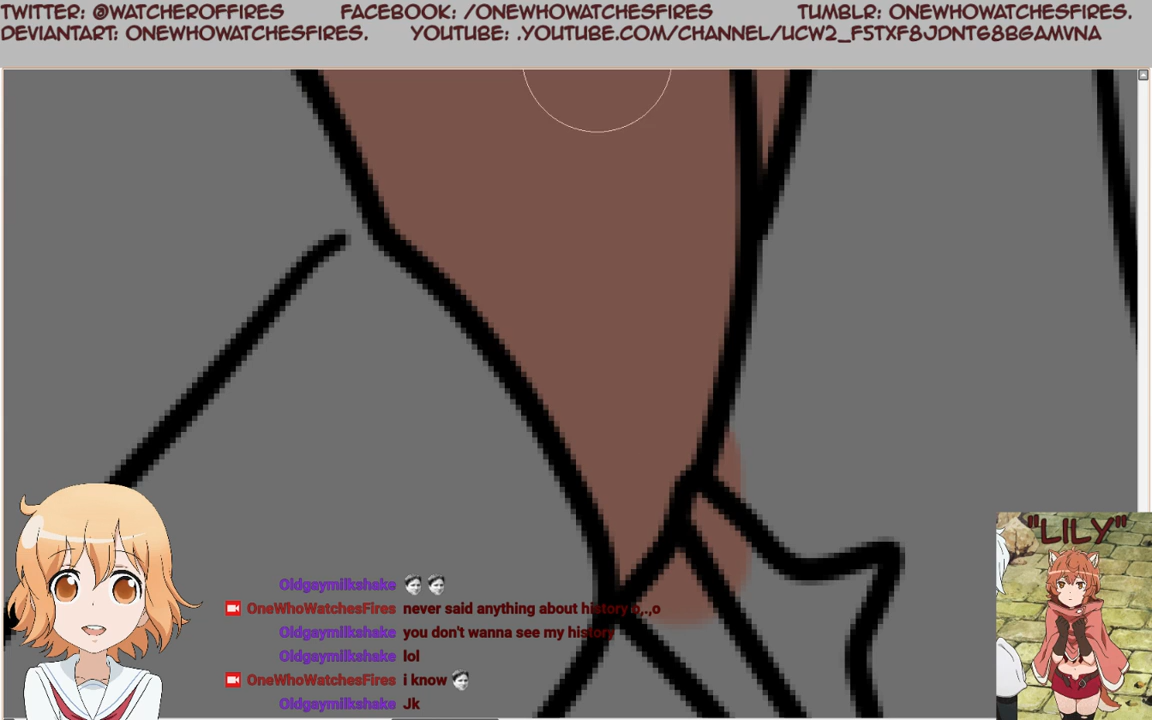 TWITTER: @WATCHEROFFIRES FACEBOOK: /ONEWHOWATCHESFIRES TUMBLR: ONEWHOWATCHESFIRES.
DEVIANTART: ONEWHOWATCHESFIRES. YOUTUBE: .YOUTUBE.COM/CHANNEL/UCW2_F5TXF8JDNTG8BGAMVNA
"LILY"
Oldgaymilkshake
OneWhoWatchesFires never said anything about history o,.,o
Oldgaymilkshake you don't wanna see my history
Oldgaymilkshake lol
OneWhoWatchesFires i know
Oldgaymilkshake Jk